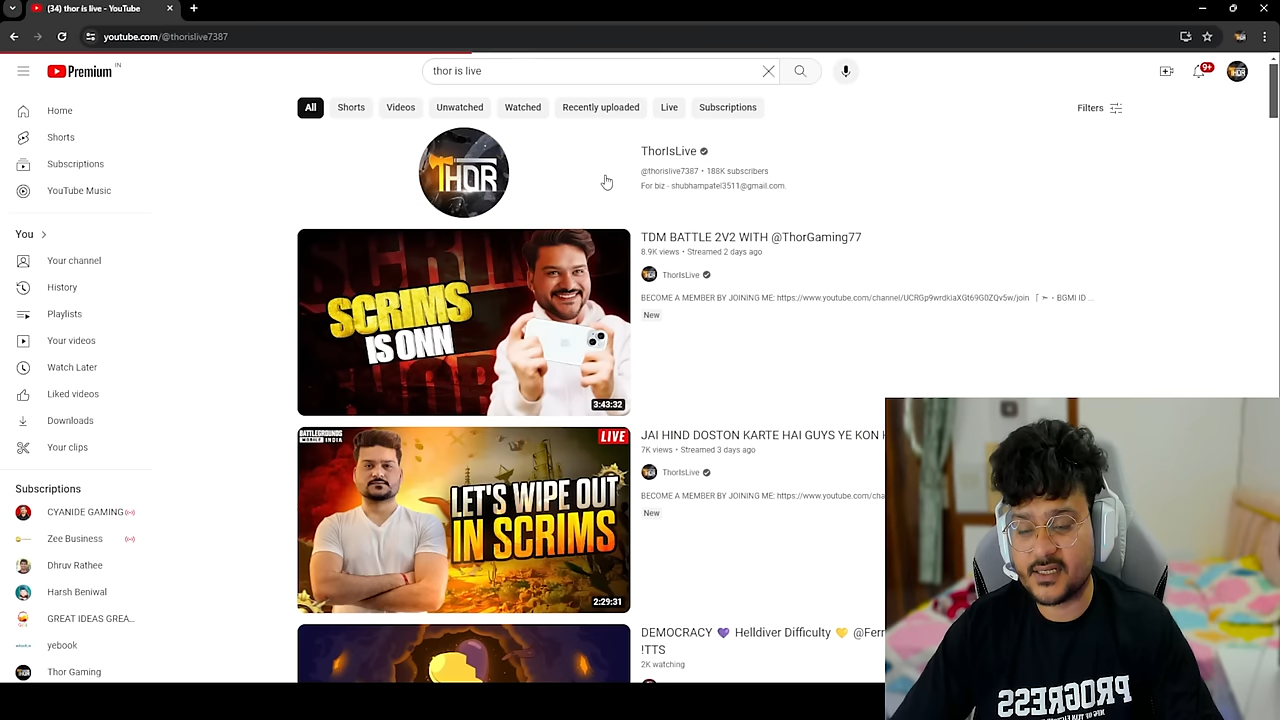 (34) thor is live - YouTube
youtube.com/@thorislive7387
Premium IN
thor is live
9+
THOR
All
Shorts
Videos
Unwatched
Watched
Recently uploaded
Live
Subscriptions
Filters
Home
Shorts
Subscriptions
YouTube Music
You
Your channel
History
Playlists
Your videos
Watch Later
Liked videos
Downloads
Your clips
Subscriptions
CYANIDE GAMING
Zee Business
Dhruv Rathee
Harsh Beniwal
GREAT IDEAS GREA...
yebook
Thor Gaming
THOR
ThorIsLive
@thorislive7387 • 188K subscribers
For biz - shubhampatel3511@gmail.com.
SCRIMS
IS ONN
3:43:32
TDM BATTLE 2V2 WITH @ThorGaming77
8.9K views • Streamed 2 days ago
ThorIsLive
BECOME A MEMBER BY JOINING ME: https://www.youtube.com/channel/UCRGp9wrdkiaXGt69G0ZQv5w/join ｢ ➣ - BGMI ID ...
New
BATTLEGROUNDS
MOBILE INDIA
LIVE
LET'S WIPE OUT
IN SCRIMS
2:29:31
JAI HIND DOSTON KARTE HAI GUYS YE KON
7K views • Streamed 3 days ago
ThorIsLive
BECOME A MEMBER BY JOINING ME: https://www.youtube.com/cha
New
DEMOCRACY 💜 Helldiver Difficulty 💛 @Ferr
!TTS
2K watching
PROGRESS